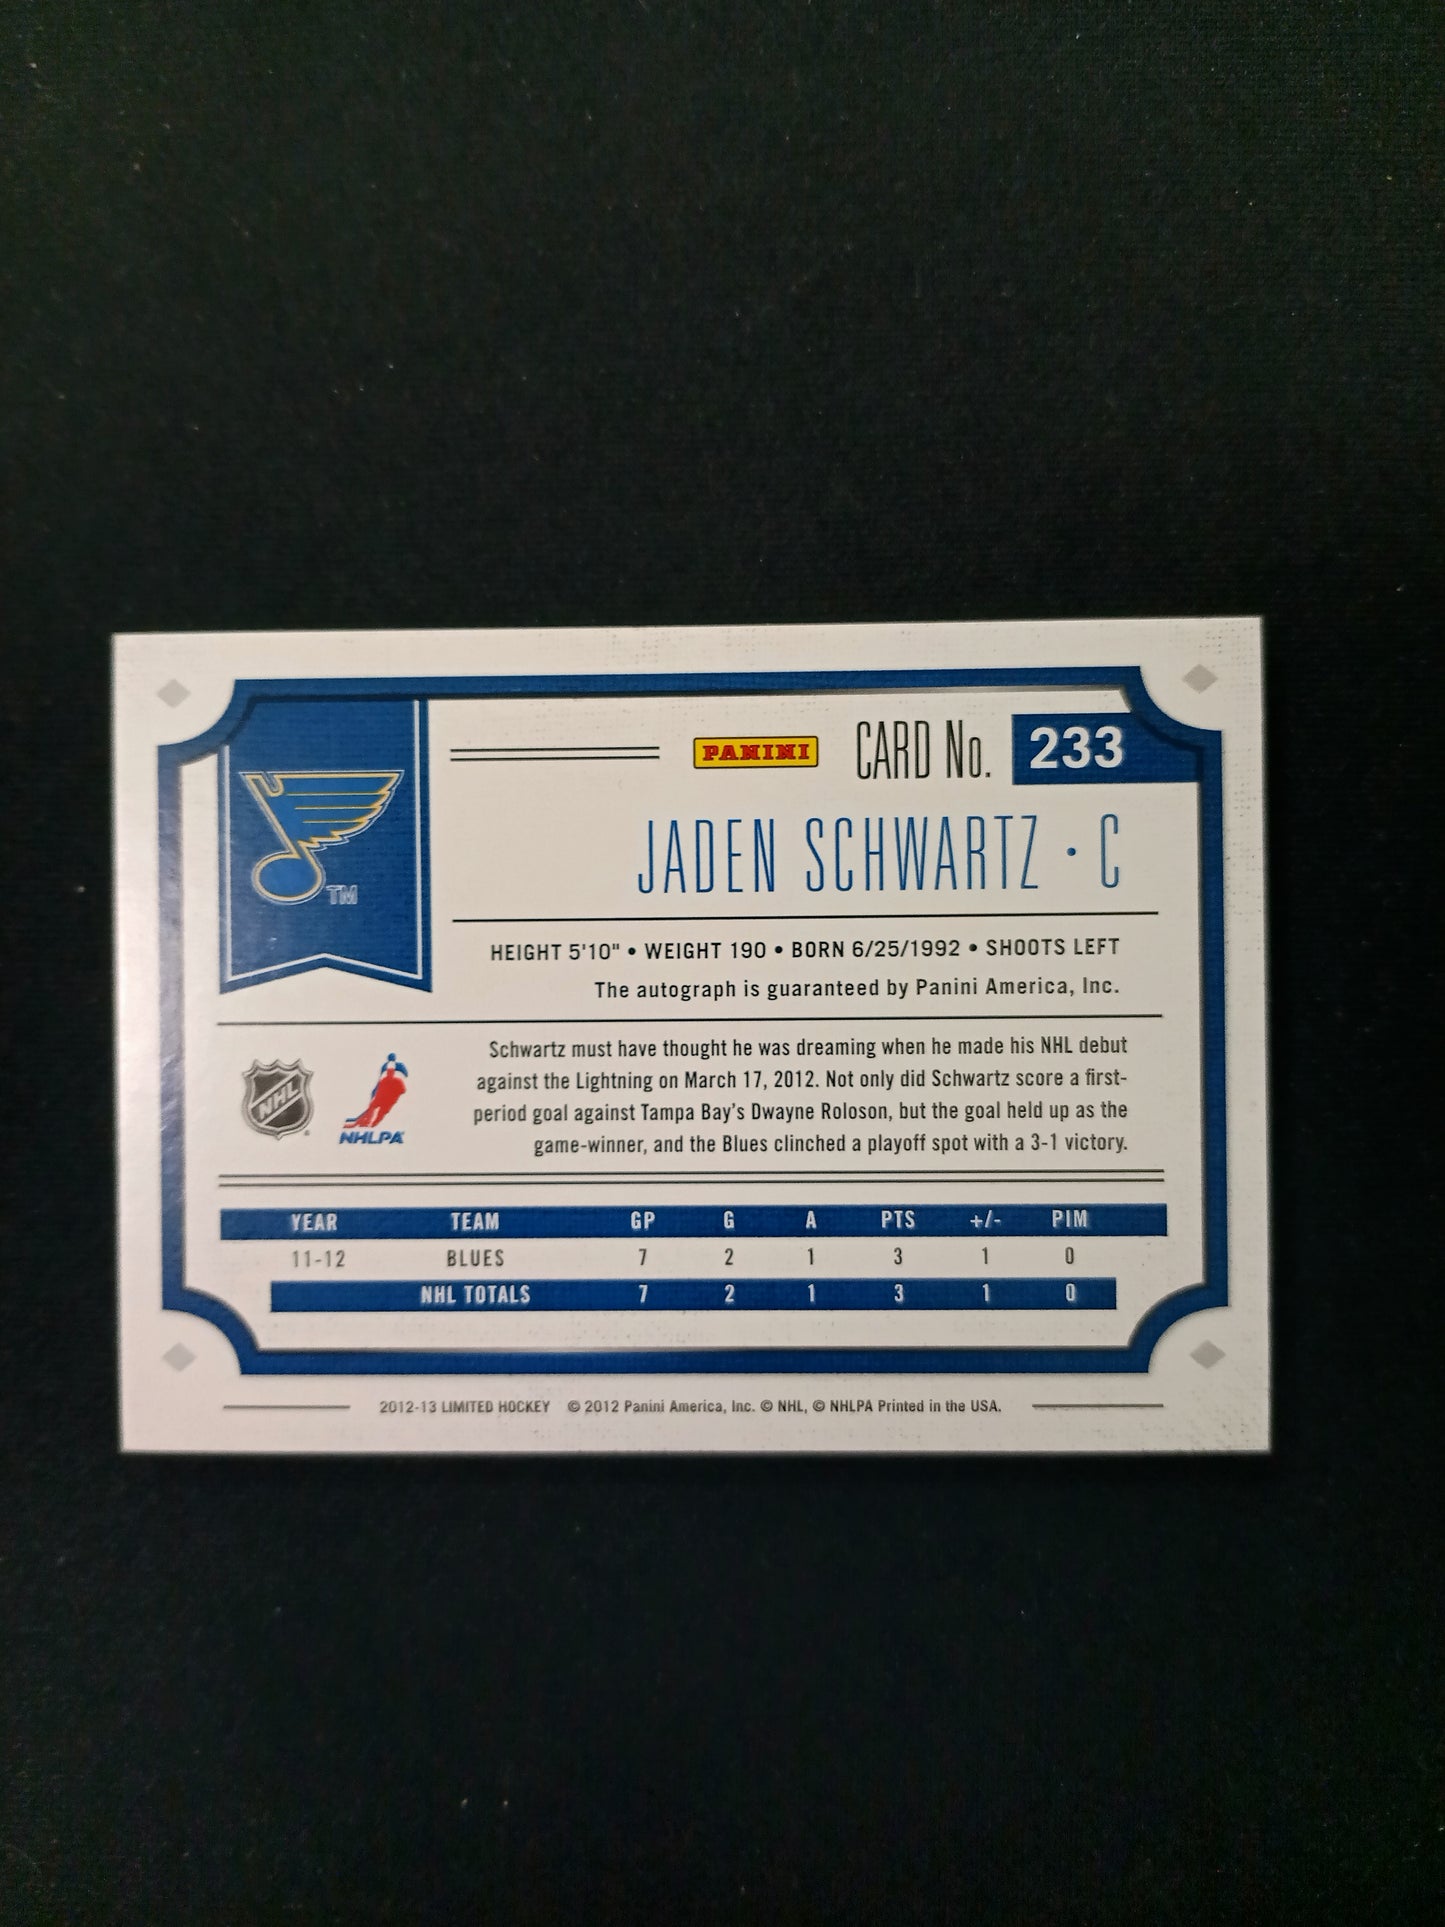 PANINI CARD No. 233
JADEN SCHWARTZ • C
TM
HEIGHT 5'10" • WEIGHT 190 • BORN 6/25/1992 • SHOOTS LEFT
The autograph is guaranteed by Panini America, Inc.
Schwartz must have thought he was dreaming when he made his NHL debut
against the Lightning on March 17, 2012. Not only did Schwartz score a first-
period goal against Tampa Bay's Dwayne Roloson, but the goal held up as the
game-winner, and the Blues clinched a playoff spot with a 3-1 victory.
NHL
NHLPA
YEAR TEAM GP G A PTS +/- PIM
11-12 BLUES 7 2 1 3 1 0
NHL TOTALS 7 2 1 3 1 0
2012-13 LIMITED HOCKEY © 2012 Panini America, Inc. © NHL, © NHLPA Printed in the USA.